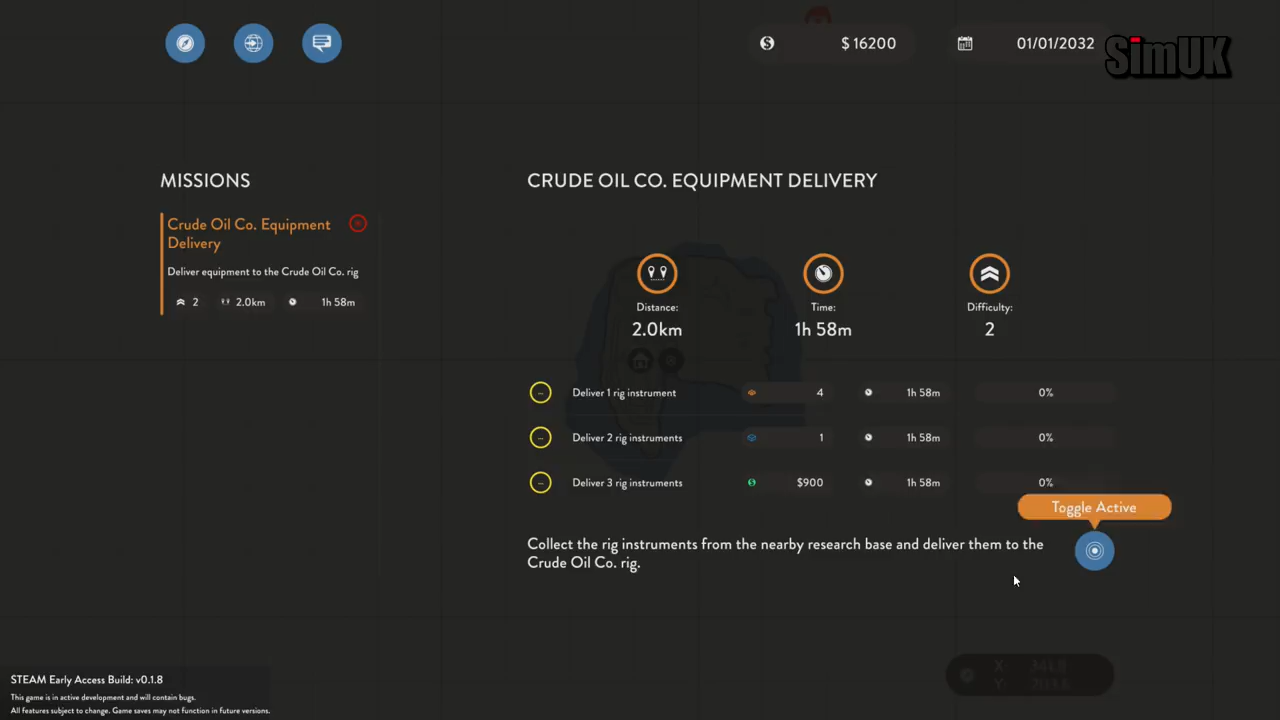 $ 16200
01/01/2032
SimUK
MISSIONS
Crude Oil Co. Equipment
Delivery
Deliver equipment to the Crude Oil Co. rig
2 2.0km 1h 58m
CRUDE OIL CO. EQUIPMENT DELIVERY
Distance:
2.0km
Time:
1h 58m
Difficulty:
2
Deliver 1 rig instrument 4 1h 58m 0%
Deliver 2 rig instruments 1 1h 58m 0%
Deliver 3 rig instruments $900 1h 58m 0%
Toggle Active
Collect the rig instruments from the nearby research base and deliver them to the
Crude Oil Co. rig.
X:
Y:
STEAM Early Access Build: v0.1.8
This game is in active development and will contain bugs.
All features subject to change. Game saves may not function in future versions.